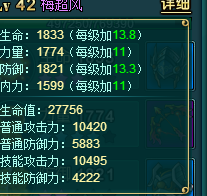 Lv 42 梅超风 详细
生命: 1833 (每级加13.8)
力量: 1774 (每级加11)
防御: 1821 (每级加13.3)
内力: 1599 (每级加11)
生命值: 27756
普通攻击力: 10420
普通防御力: 5883
技能攻击力: 10495
技能防御力: 4222